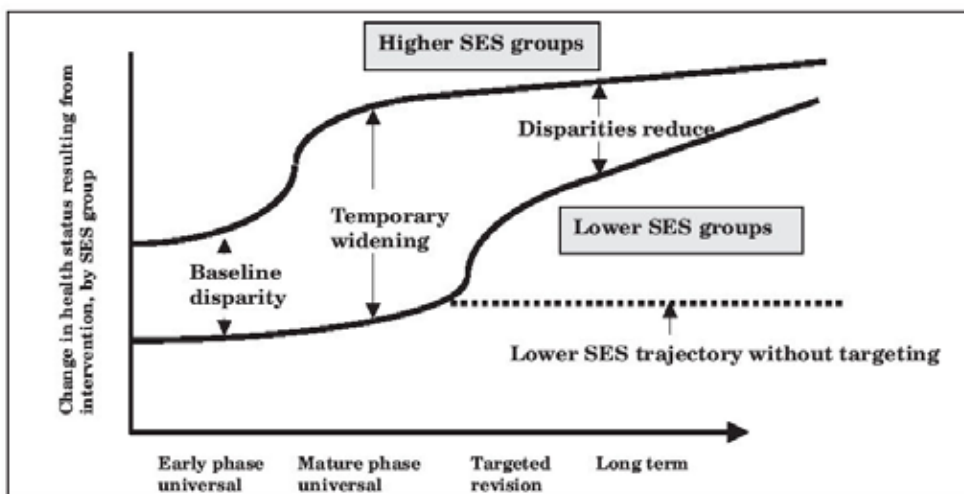 Higher SES groups
Change in health status resulting from
intervention, by SES group
Disparities reduce
Temporary
widening
Lower SES groups
Baseline
disparity
Lower SES trajectory without targeting
Early phase
universal
Mature phase
universal
Targeted
revision
Long term